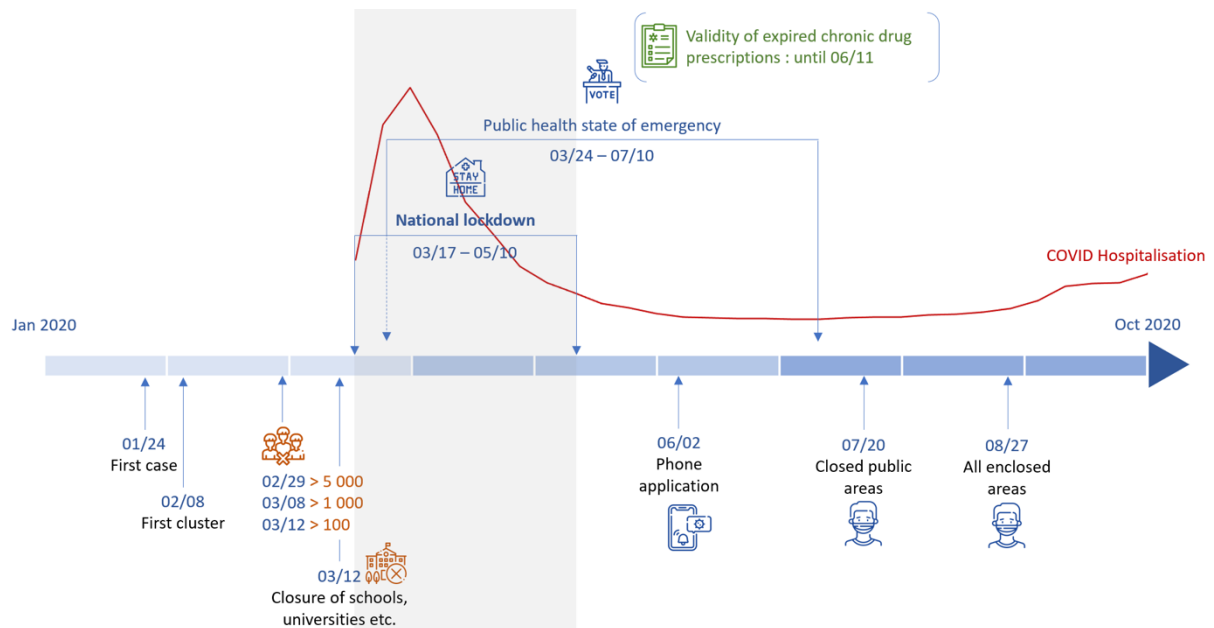 Validity of expired chronic drug
prescriptions : until 06/11
VOTE
Public health state of emergency
03/24 – 07/10
STAY
HOME
National lockdown
03/17 – 05/10
COVID Hospitalisation
Jan 2020
Oct 2020
01/24
First case
02/08
First cluster
02/29 > 5 000
03/08 > 1 000
03/12 > 100
03/12
Closure of schools,
universities etc.
06/02
Phone
application
07/20
Closed public
areas
08/27
All enclosed
areas